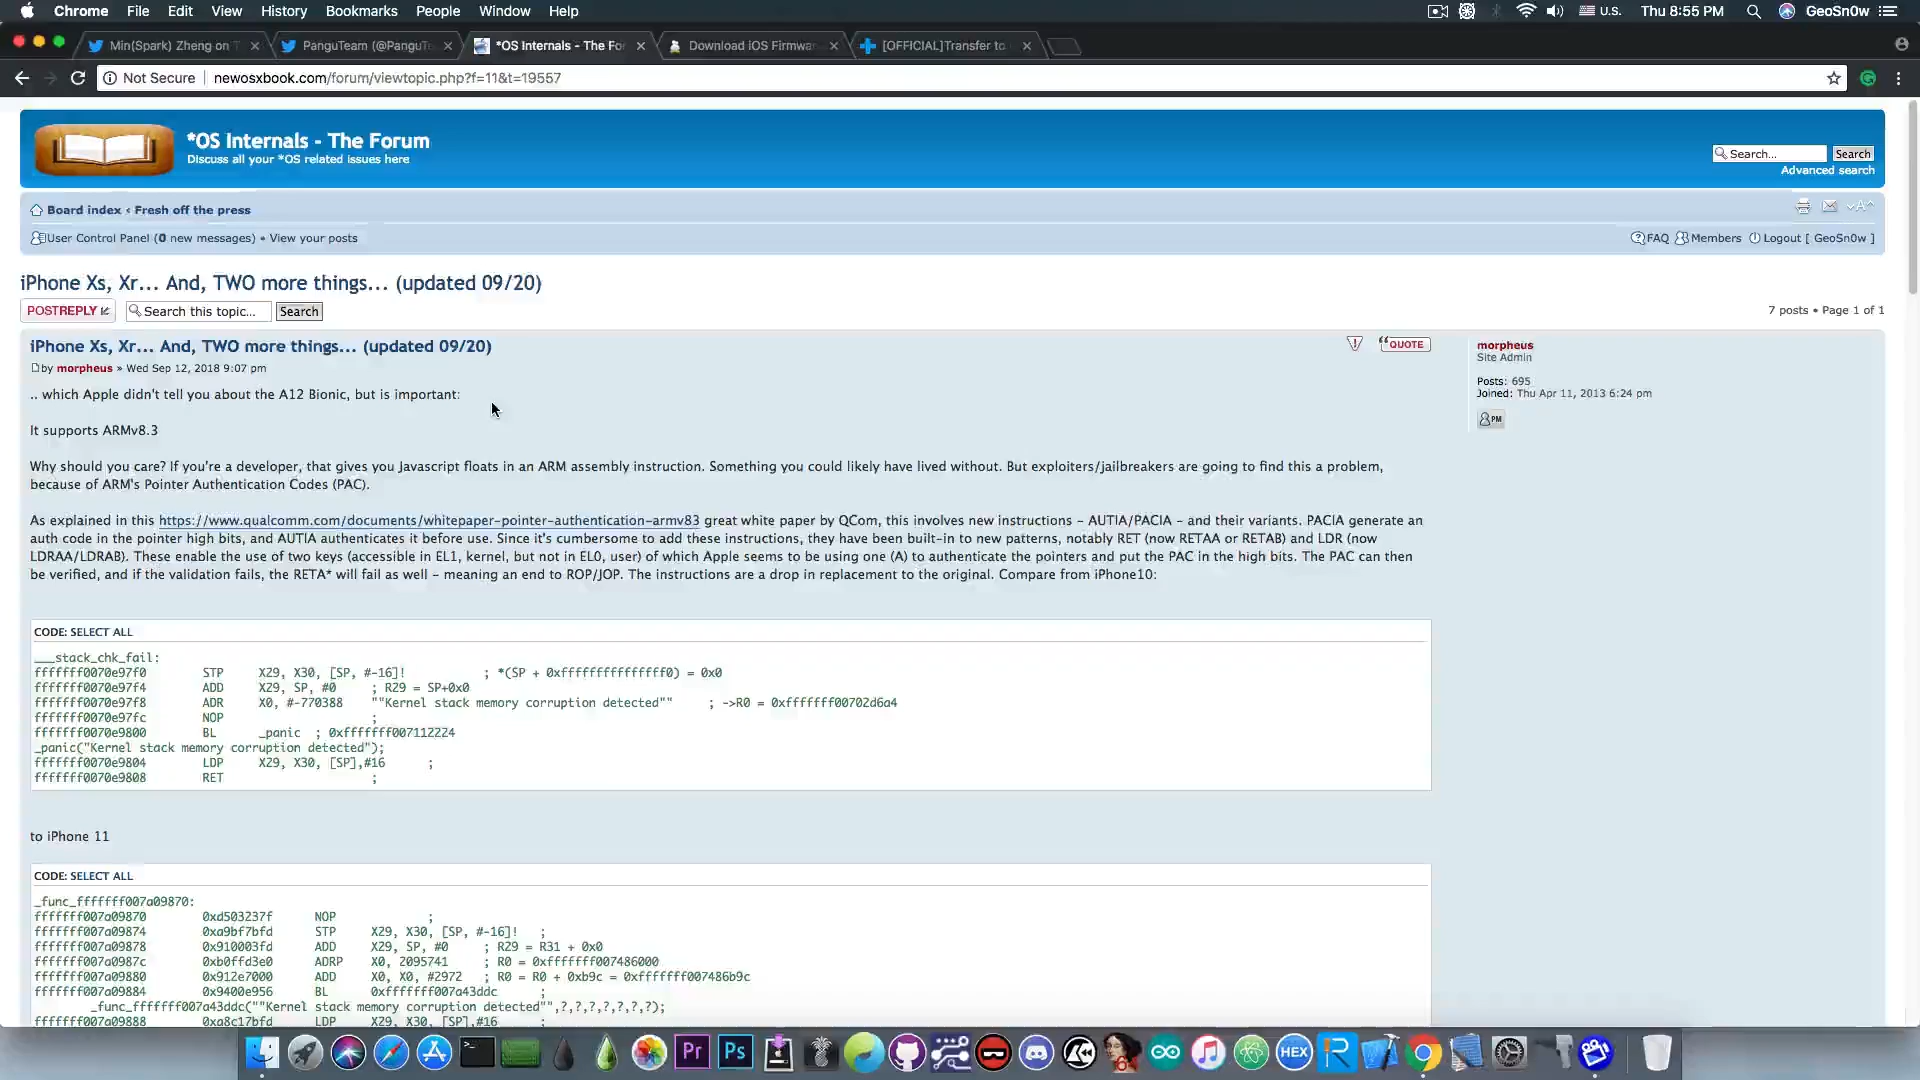 Chrome File Edit View History Bookmarks People Window Help U.S. Thu 8:55 PM GeoSn0w
Min(Spark) Zheng on T PanguTeam (@PanguTe *OS Internals - The Fo Download iOS Firmwar [OFFICIAL]Transfer to
Not Secure newosxbook.com/forum/viewtopic.php?f=11&t=19557
*OS Internals - The Forum
Discuss all your *OS related issues here
Search... Search
Advanced search
Board index ‹ Fresh off the press
User Control Panel (0 new messages) • View your posts FAQ Members Logout [ GeoSn0w ]
iPhone Xs, Xr... And, TWO more things... (updated 09/20)
POSTREPLY Search this topic... Search 7 posts • Page 1 of 1
iPhone Xs, Xr... And, TWO more things... (updated 09/20)
QUOTE
by morpheus » Wed Sep 12, 2018 9:07 pm
morpheus
Site Admin
Posts: 695
Joined: Thu Apr 11, 2013 6:24 pm
PM
.. which Apple didn't tell you about the A12 Bionic, but is important:
It supports ARMv8.3
Why should you care? If you're a developer, that gives you Javascript floats in an ARM assembly instruction. Something you could likely have lived without. But exploiters/jailbreakers are going to find this a problem,
because of ARM's Pointer Authentication Codes (PAC).
As explained in this https://www.qualcomm.com/documents/whitepaper-pointer-authentication-armv83 great white paper by QCom, this involves new instructions - AUTIA/PACIA - and their variants. PACIA generate an
auth code in the pointer high bits, and AUTIA authenticates it before use. Since it's cumbersome to add these instructions, they have been built-in to new patterns, notably RET (now RETAA or RETAB) and LDR (now
LDRAA/LDRAB). These enable the use of two keys (accessible in EL1, kernel, but not in EL0, user) of which Apple seems to be using one (A) to authenticate the pointers and put the PAC in the high bits. The PAC can then
be verified, and if the validation fails, the RETA* will fail as well - meaning an end to ROP/JOP. The instructions are a drop in replacement to the original. Compare from iPhone10:
CODE: SELECT ALL
___stack_chk_fail:
fffffff0070e97f0 STP X29, X30, [SP, #-16]! ; *(SP + 0xfffffffffffffff0) = 0x0
fffffff0070e97f4 ADD X29, SP, #0 ; R29 = SP+0x0
fffffff0070e97f8 ADR X0, #-770388 ""Kernel stack memory corruption detected"" ; ->R0 = 0xfffffff00702d6a4
fffffff0070e97fc NOP ;
fffffff0070e9800 BL _panic ; 0xfffffff007112224
_panic("Kernel stack memory corruption detected");
fffffff0070e9804 LDP X29, X30, [SP],#16 ;
fffffff0070e9808 RET ;
to iPhone 11
CODE: SELECT ALL
_func_fffffff007a09870:
fffffff007a09870 0xd503237f NOP ;
fffffff007a09874 0xa9bf7bfd STP X29, X30, [SP, #-16]! ;
fffffff007a09878 0x910003fd ADD X29, SP, #0 ; R29 = R31 + 0x0
fffffff007a0987c 0xb0ffd3e0 ADRP X0, 2095741 ; R0 = 0xfffffff007486000
fffffff007a09880 0x912e7000 ADD X0, X0, #2972 ; R0 = R0 + 0xb9c = 0xfffffff007486b9c
fffffff007a09884 0x9400e956 BL 0xfffffff007a43ddc ;
_func_fffffff007a43ddc(""Kernel stack memory corruption detected"",?,?,?,?,?,?,?);
fffffff007a09888 0xa8c17bfd LDP X29, X30, [SP],#16 ;
Pr Ps HEX